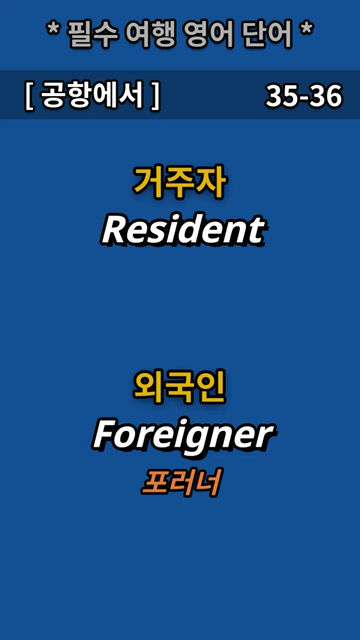 * 필수 여행 영어 단어 *
[ 공항에서 ] 35-36
거주자
Resident
외국인
Foreigner
포러너